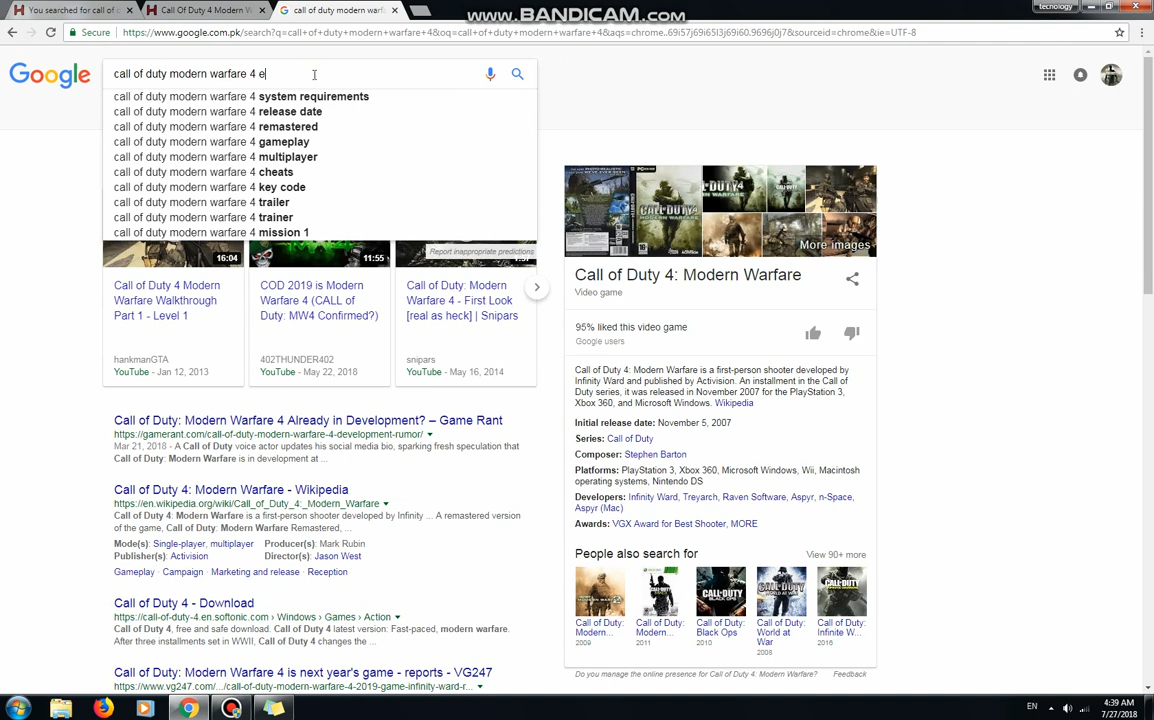 You searched for call of d
Call Of Duty 4 Modern W
call of duty modern warf
www.BANDICAM.com
tecnology
Secure
https://www.google.com.pk/search?q=call+of+duty+modern+warfare+4&oq=call+of+duty+modern+warfare+4&aqs=chrome..69i57j69i65l3j69i60.9696j0j7&sourceid=chrome&ie=UTF-8
Google
call of duty modern warfare 4 e
call of duty modern warfare 4 system requirements
call of duty modern warfare 4 release date
call of duty modern warfare 4 remastered
call of duty modern warfare 4 gameplay
call of duty modern warfare 4 multiplayer
call of duty modern warfare 4 cheats
call of duty modern warfare 4 key code
call of duty modern warfare 4 trailer
call of duty modern warfare 4 trainer
call of duty modern warfare 4 mission 1
Report inappropriate predictions
16:04
11:55
Call of Duty 4 Modern
Warfare Walkthrough
Part 1 - Level 1
hankmanGTA
YouTube - Jan 12, 2013
COD 2019 is Modern
Warfare 4 (CALL of
Duty: MW4 Confirmed?)
402THUNDER402
YouTube - May 22, 2018
Call of Duty: Modern
Warfare 4 - First Look
[real as heck] | Snipars
snipars
YouTube - May 16, 2014
Call of Duty: Modern Warfare 4 Already in Development? – Game Rant
https://gamerant.com/call-of-duty-modern-warfare-4-development-rumor/
Mar 21, 2018 - A Call of Duty voice actor updates his social media bio, sparking fresh speculation that
Call of Duty: Modern Warfare is in development at ...
Call of Duty 4: Modern Warfare - Wikipedia
https://en.wikipedia.org/wiki/Call_of_Duty_4:_Modern_Warfare
Call of Duty 4: Modern Warfare is a first-person shooter developed by Infinity ... A remastered version
of the game, Call of Duty: Modern Warfare Remastered, ...
Mode(s): Single-player, multiplayer Producer(s): Mark Rubin
Publisher(s): Activision Director(s): Jason West
Gameplay · Campaign · Marketing and release · Reception
Call of Duty 4 - Download
https://call-of-duty-4.en.softonic.com › Windows › Games › Action
Call of Duty 4, free and safe download. Call of Duty 4 latest version: Fast-paced, modern warfare.
After three installments set in WWII, Call of Duty 4 changes the ...
Call of Duty: Modern Warfare 4 is next year's game - reports - VG247
https://www.vg247.com/.../call-of-duty-modern-warfare-4-2019-game-infinity-ward-r...
More images
Call of Duty 4: Modern Warfare
Video game
95% liked this video game
Google users
Call of Duty 4: Modern Warfare is a first-person shooter developed by
Infinity Ward and published by Activision. An installment in the Call of
Duty series, it was released in November 2007 for the PlayStation 3,
Xbox 360, and Microsoft Windows. Wikipedia
Initial release date: November 5, 2007
Series: Call of Duty
Composer: Stephen Barton
Platforms: PlayStation 3, Xbox 360, Microsoft Windows, Wii, Macintosh
operating systems, Nintendo DS
Developers: Infinity Ward, Treyarch, Raven Software, Aspyr, n-Space,
Aspyr (Mac)
Awards: VGX Award for Best Shooter, MORE
People also search for
View 90+ more
Call of Duty:
Modern...
2009
Call of Duty:
Modern...
2011
Call of Duty:
Black Ops
2010
Call of Duty:
World at
War
2008
Call of Duty:
Infinite W...
2016
Do you manage the online presence for Call of Duty 4: Modern Warfare?
Feedback
EN
4:39 AM
7/27/2018